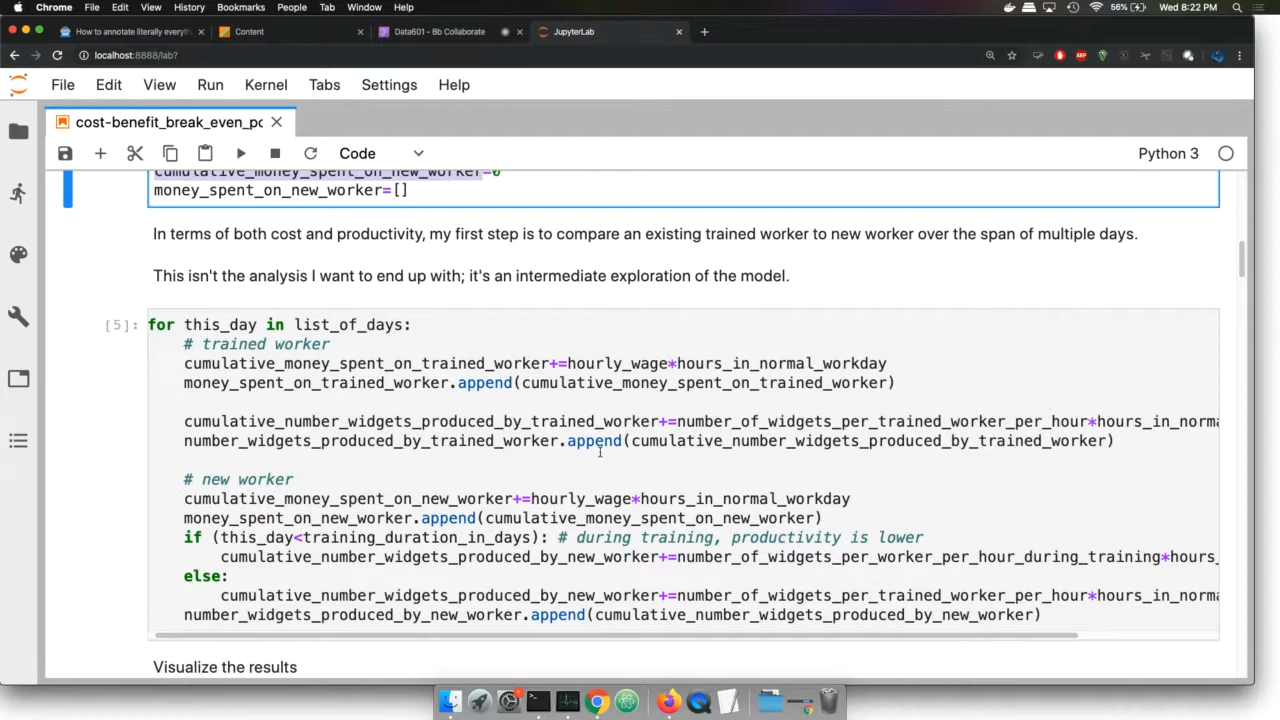 Chrome File Edit View History Bookmarks People Tab Window Help 56% Wed 8:22 PM
How to annotate literally everyth Content Data601 - Bb Collaborate JupyterLab
localhost:8888/lab?
File Edit View Run Kernel Tabs Settings Help
cost-benefit_break_even_po
Code Python 3
cumulative_money_spent_on_new_worker=0
money_spent_on_new_worker=[]
In terms of both cost and productivity, my first step is to compare an existing trained worker to new worker over the span of multiple days.
This isn't the analysis I want to end up with; it's an intermediate exploration of the model.
[5]: for this_day in list_of_days:
# trained worker
cumulative_money_spent_on_trained_worker+=hourly_wage*hours_in_normal_workday
money_spent_on_trained_worker.append(cumulative_money_spent_on_trained_worker)
cumulative_number_widgets_produced_by_trained_worker+=number_of_widgets_per_trained_worker_per_hour*hours_in_norma
number_widgets_produced_by_trained_worker.append(cumulative_number_widgets_produced_by_trained_worker)
# new worker
cumulative_money_spent_on_new_worker+=hourly_wage*hours_in_normal_workday
money_spent_on_new_worker.append(cumulative_money_spent_on_new_worker)
if (this_day<training_duration_in_days): # during training, productivity is lower
cumulative_number_widgets_produced_by_new_worker+=number_of_widgets_per_worker_per_hour_during_training*hours_
else:
cumulative_number_widgets_produced_by_new_worker+=number_of_widgets_per_trained_worker_per_hour*hours_in_norma
number_widgets_produced_by_new_worker.append(cumulative_number_widgets_produced_by_new_worker)
Visualize the results